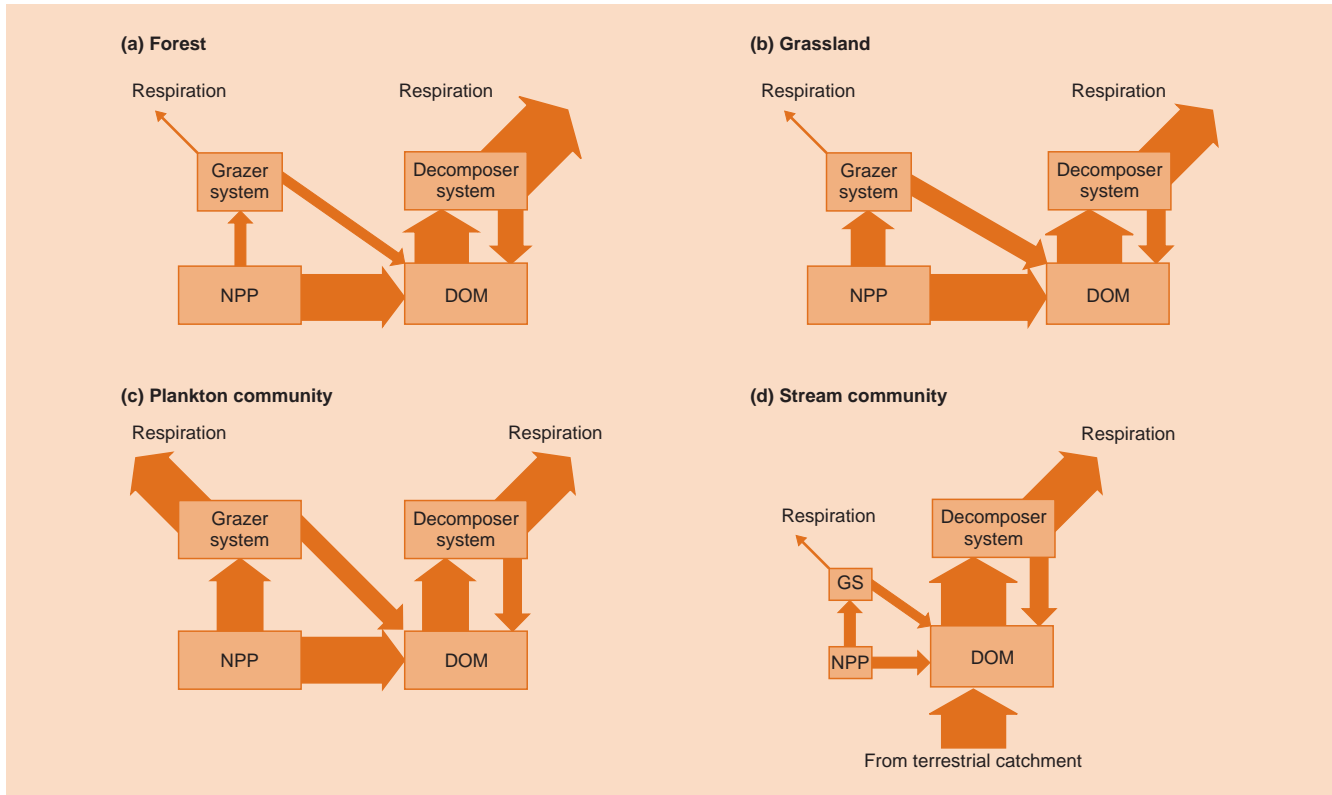 (a) Forest
Respiration
Respiration
Grazer
system
Decomposer
system
NPP
DOM
(b) Grassland
Respiration
Respiration
Grazer
system
Decomposer
system
NPP
DOM
(c) Plankton community
Respiration
Respiration
Grazer
system
Decomposer
system
NPP
DOM
(d) Stream community
Respiration
Respiration
Decomposer
system
GS
NPP
DOM
From terrestrial catchment